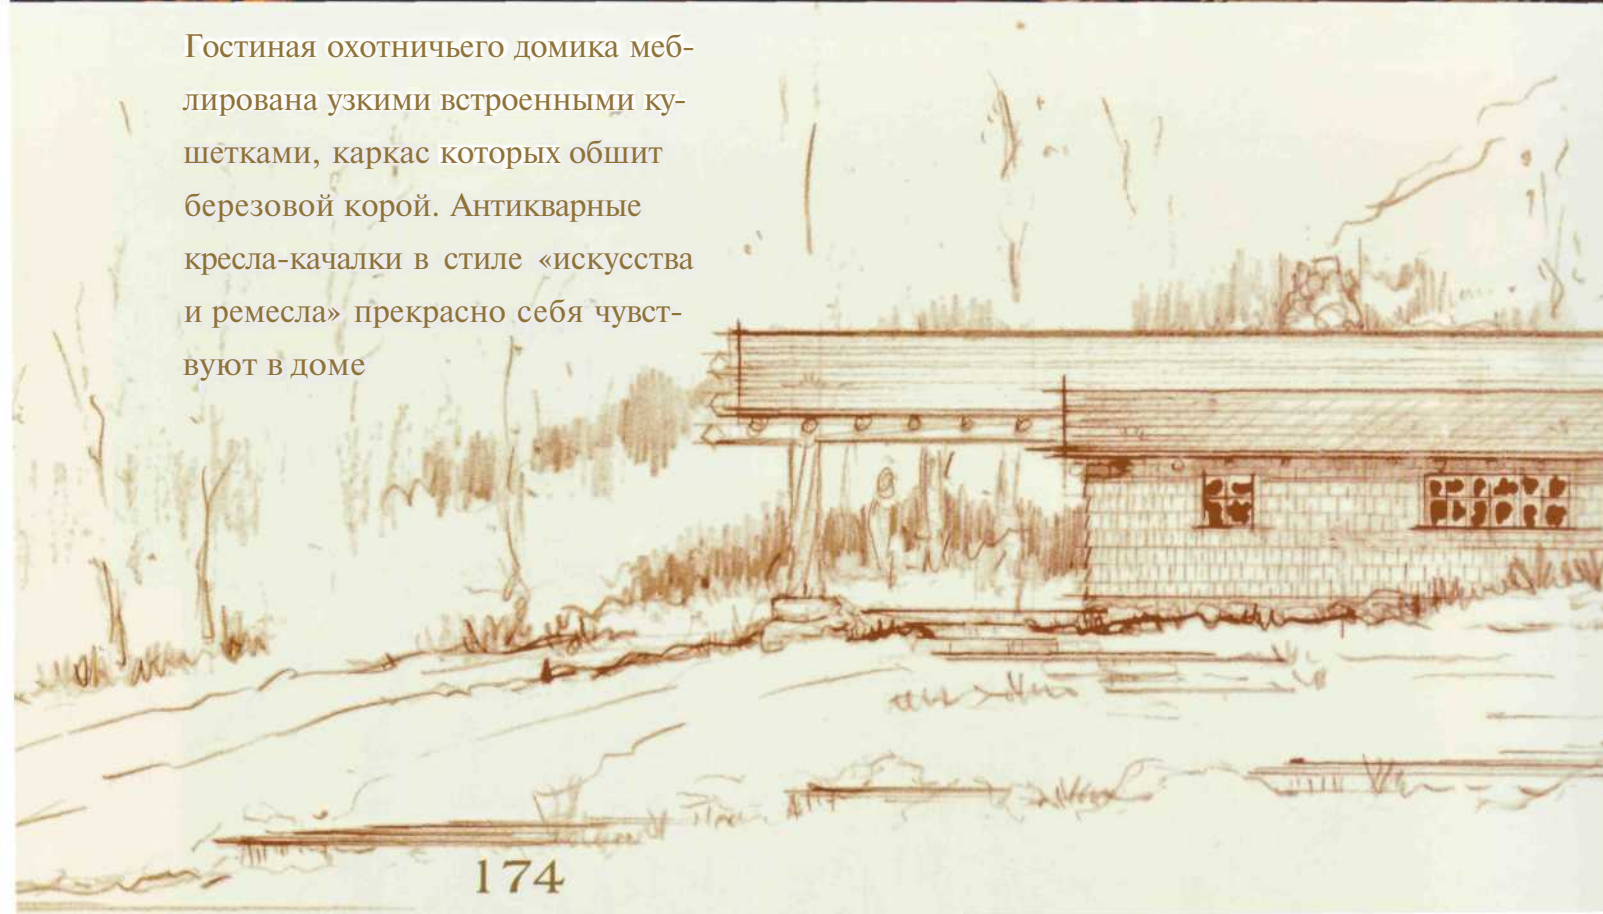 Гостиная охотничьего домика меб-
лирована узкими встроенными ку-
шетками, каркас которых обшит
березовой корой. Антикварные
кресла-качалки в стиле «искусства
и ремесла» прекрасно себя чувст-
вуют в доме
174